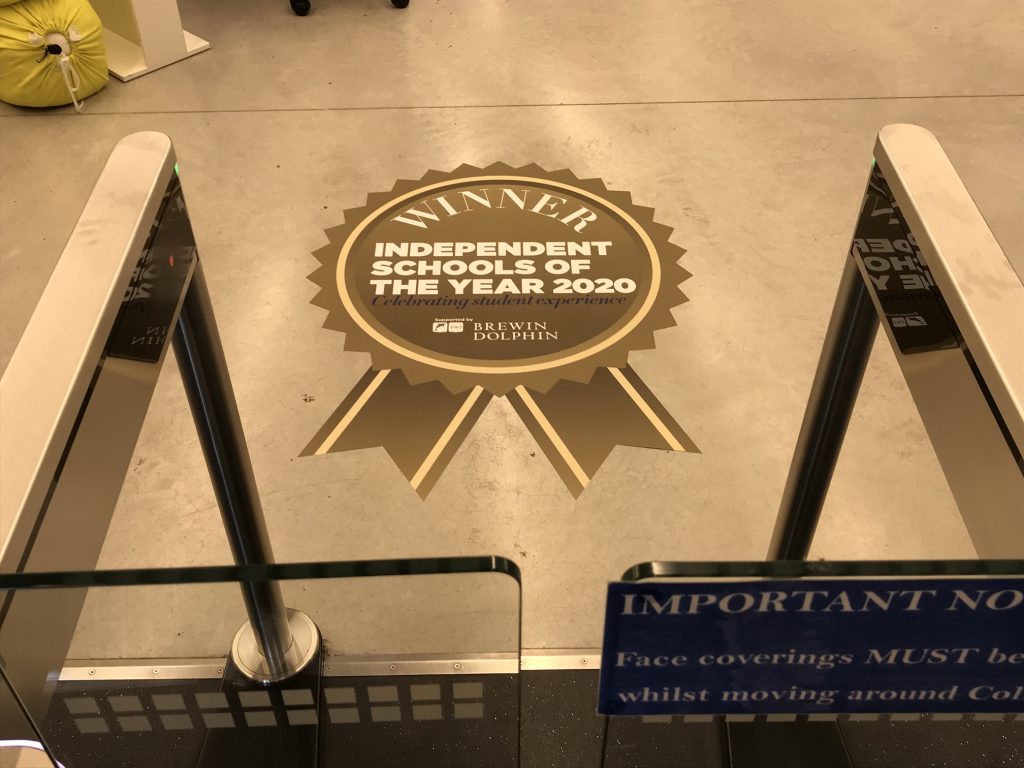 WINNER
INDEPENDENT
SCHOOLS OF
THE YEAR 2020
Celebrating student experience
Supported by
BREWIN
DOLPHIN
IMPORTANT NO
Face coverings MUST be
whilst moving around Col